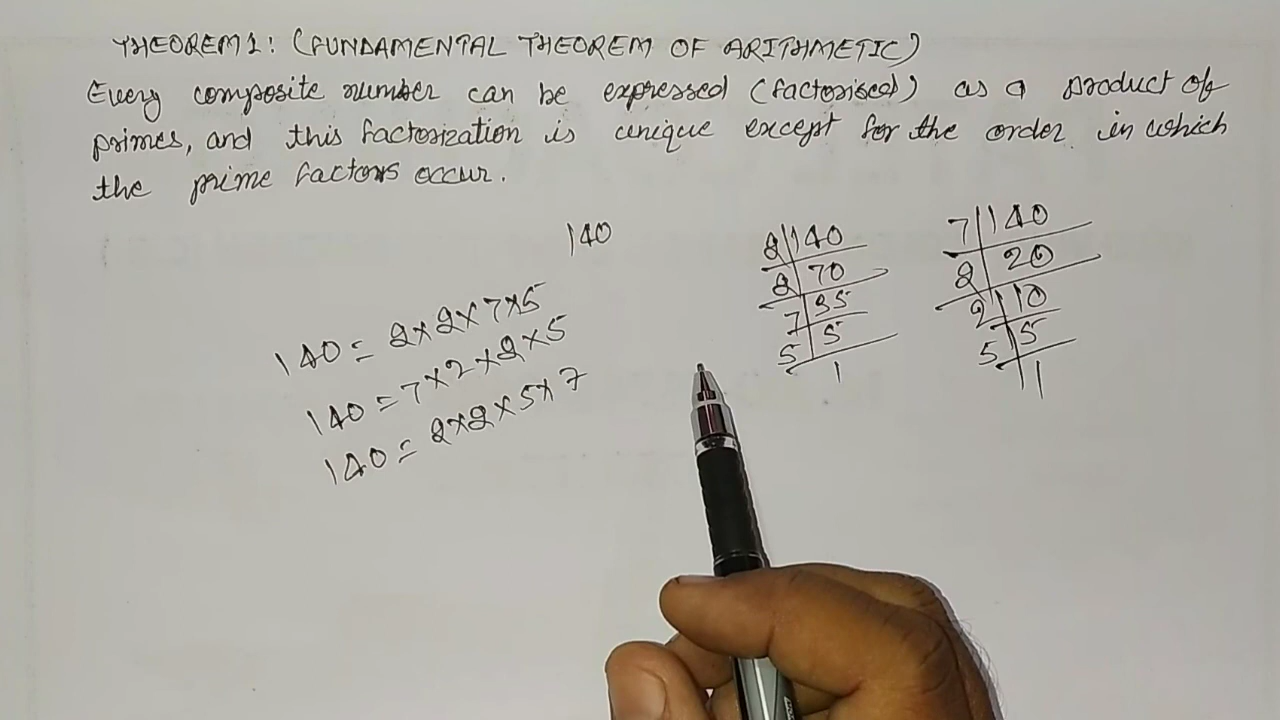 THEOREM 1: (FUNDAMENTAL THEOREM OF ARITHMETIC)
Every composite number can be expressed (factorised) as a product of
primes, and this factorization is unique except for the order in which
the prime factors occur.
140
140 = 2×2×7×5
140 = 7×2×2×5
140 = 2×2×5×7
2|140
2|70
7|35
5|5
1
7|140
2|20
2|10
5|5
1